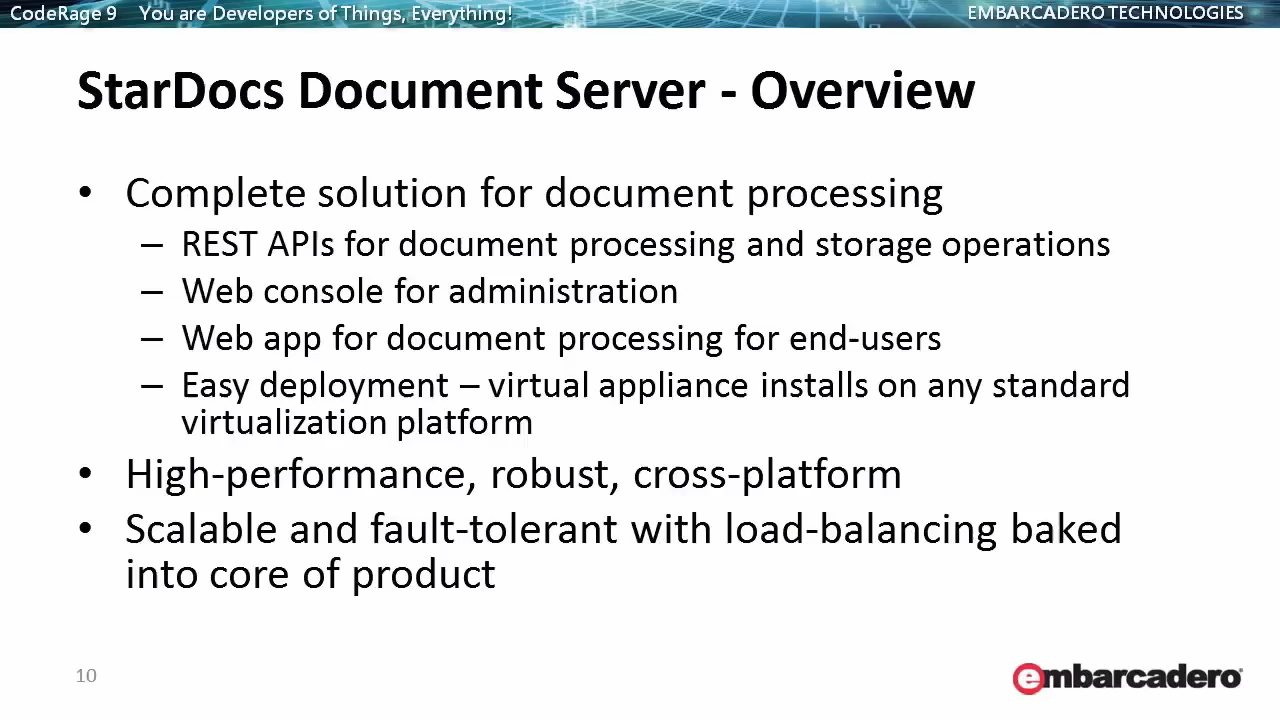 CodeRage 9 You are Developers of Things, Everything!
EMBARCADERO TECHNOLOGIES
StarDocs Document Server - Overview
• Complete solution for document processing
– REST APIs for document processing and storage operations
– Web console for administration
– Web app for document processing for end-users
– Easy deployment – virtual appliance installs on any standard
virtualization platform
• High-performance, robust, cross-platform
• Scalable and fault-tolerant with load-balancing baked
into core of product
10
embarcadero